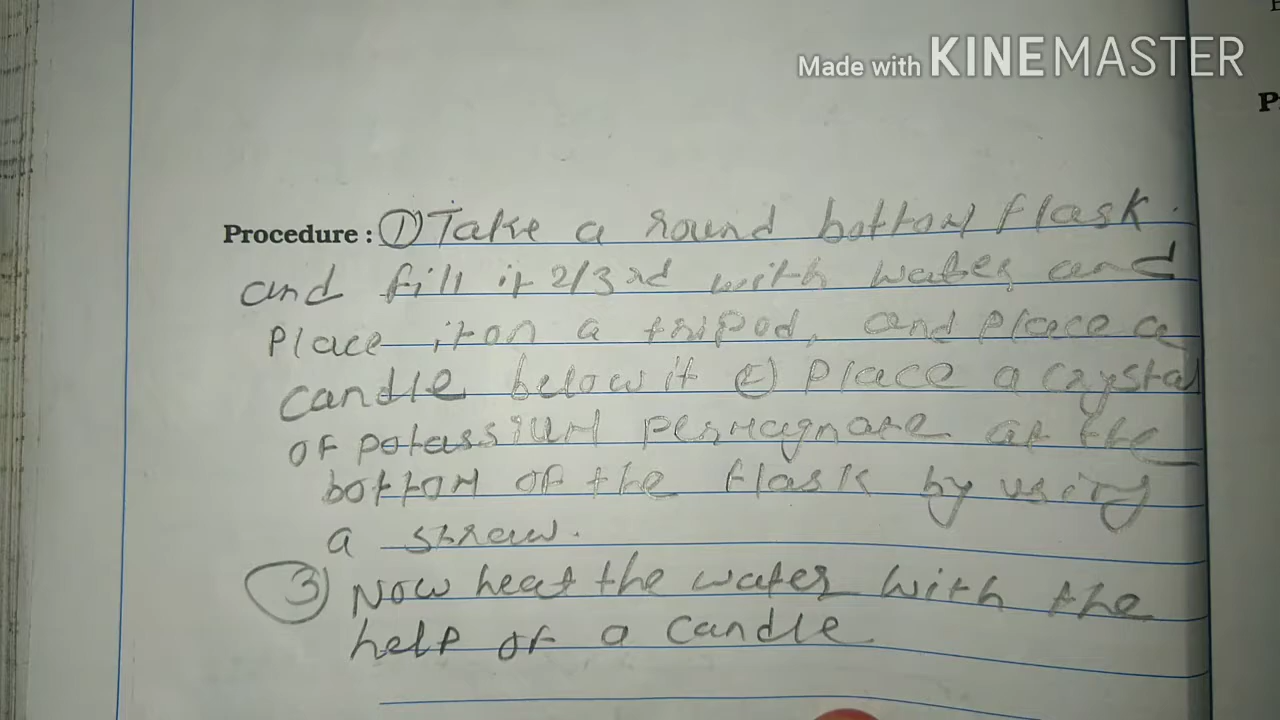 Made with KINEMASTER
P
Procedure : ① Take a round bottom flask.
and fill it 2/3 rd with water and
Place it on a tripod, and place a
candle below it 2) Place a crystal
of potassium permagnate at the
bottom of the flask by using
a straw.
3) Now heat the water with the
help of a candle